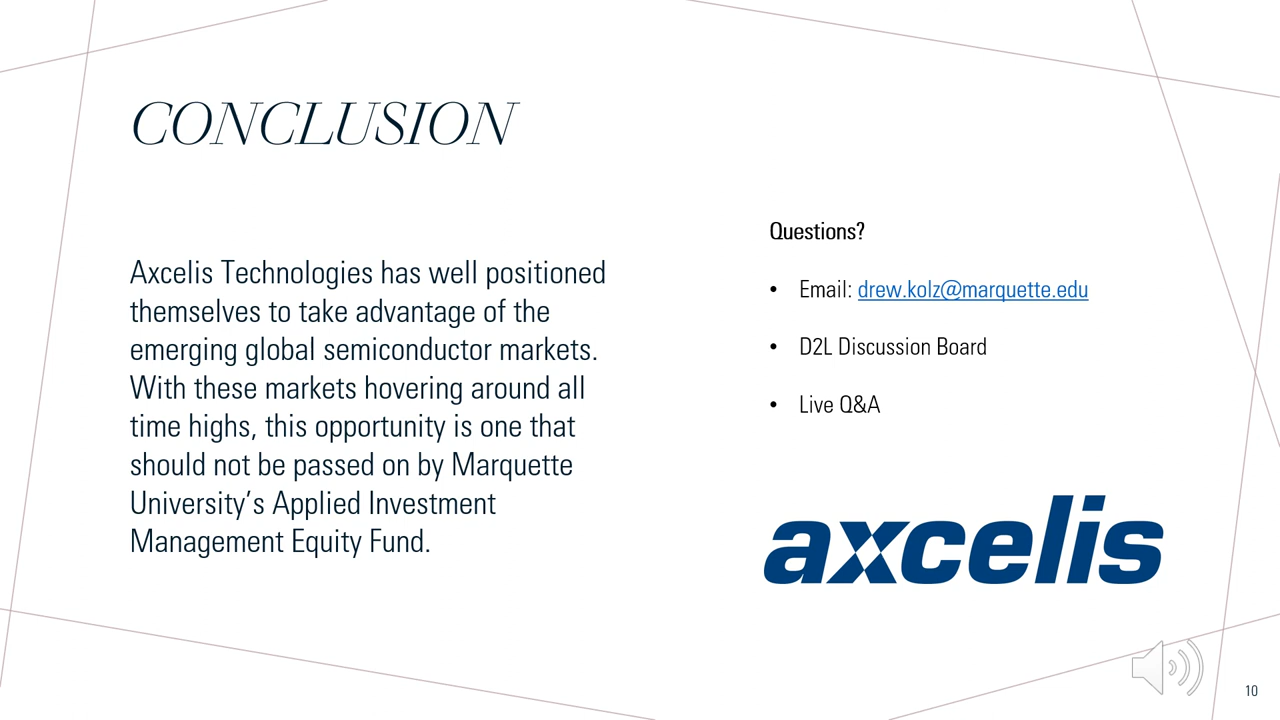 CONCLUSION
Axcelis Technologies has well positioned
themselves to take advantage of the
emerging global semiconductor markets.
With these markets hovering around all
time highs, this opportunity is one that
should not be passed on by Marquette
University’s Applied Investment
Management Equity Fund.
Questions?
• Email: drew.kolz@marquette.edu
• D2L Discussion Board
• Live Q&A
axcelis
10